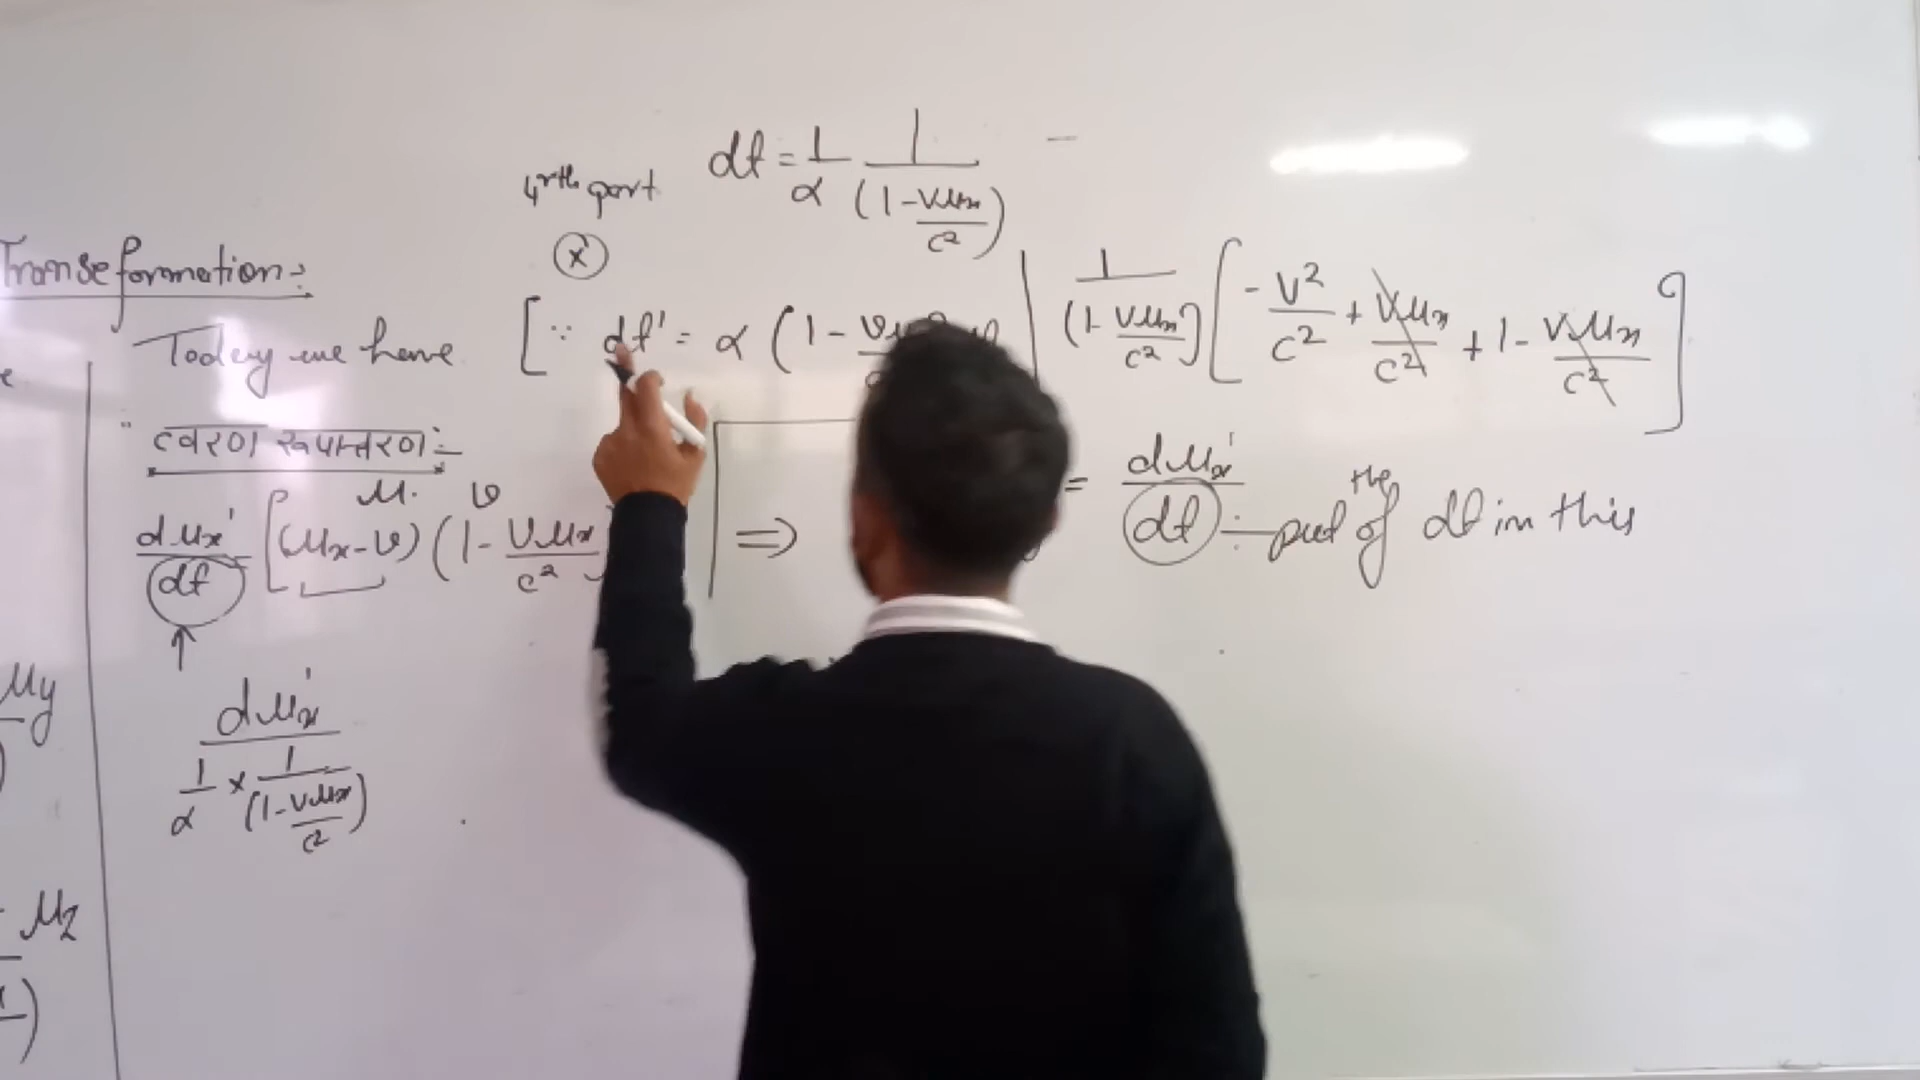 dt = 1/α 1/(1 - vux/c²) -
4rth part
x
Transeformation:-
Today we have
[∵ dt' = α (1 -
1/(1 - vux/c²) [- v²/c² + vux/c² + 1 - vux/c²]
त्वरण रूपान्तरण :-
u. v
dux'/dt = [(ux - v) (1 - vux/c²
⇒
= dux'/dt :- put the of dt in this
↑
uy
dux'
1/α × 1/(1 - vux/c²)
uz